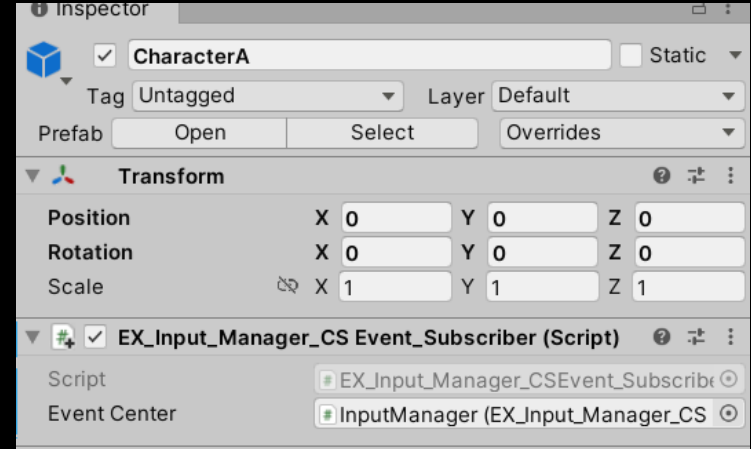 Inspector
CharacterA Static
Tag Untagged Layer Default
Prefab Open Select Overrides
Transform
Position X 0 Y 0 Z 0
Rotation X 0 Y 0 Z 0
Scale X 1 Y 1 Z 1
EX_Input_Manager_CS Event_Subscriber (Script)
Script # EX_Input_Manager_CSEvent_Subscribe
Event Center # InputManager (EX_Input_Manager_CS